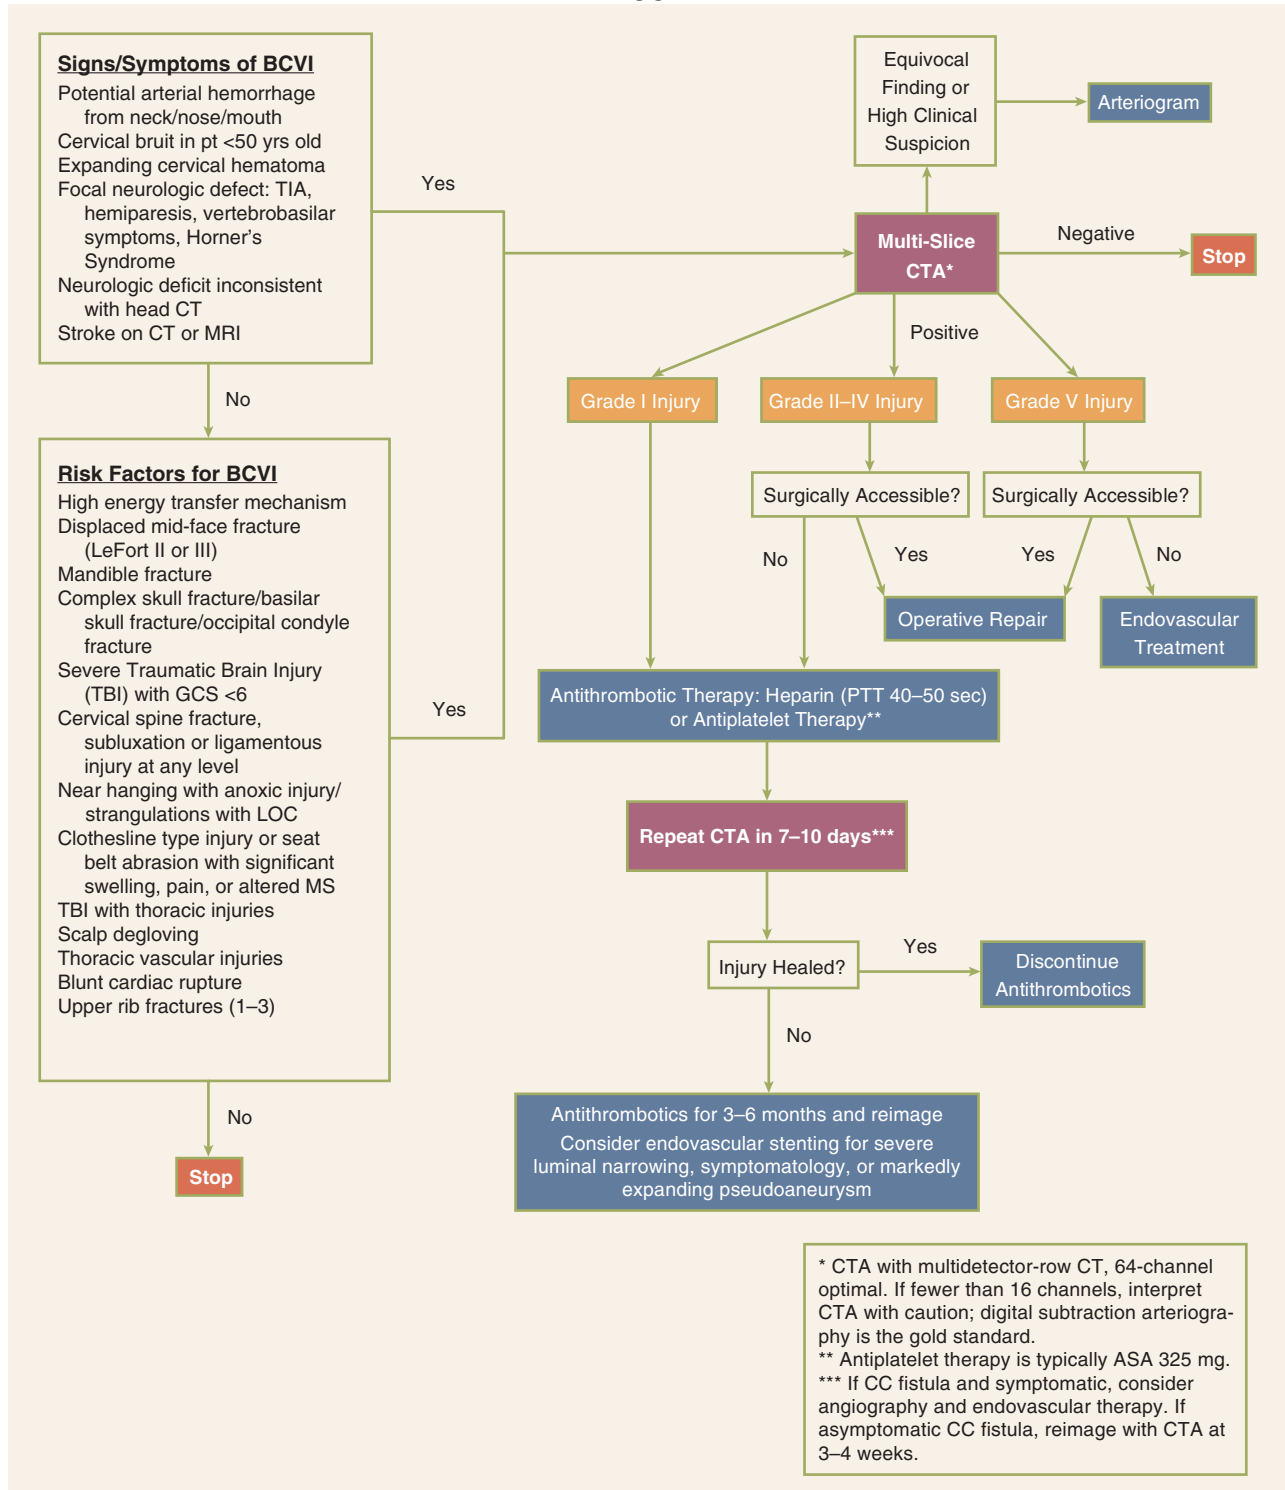 Signs/Symptoms of BCVI
Potential arterial hemorrhage
from neck/nose/mouth
Cervical bruit in pt <50 yrs old
Expanding cervical hematoma
Focal neurologic defect: TIA,
hemiparesis, vertebrobasilar
symptoms, Horner's
Syndrome
Neurologic deficit inconsistent
with head CT
Stroke on CT or MRI
Yes
No
Risk Factors for BCVI
High energy transfer mechanism
Displaced mid-face fracture
(LeFort II or III)
Mandible fracture
Complex skull fracture/basilar
skull fracture/occipital condyle
fracture
Severe Traumatic Brain Injury
(TBI) with GCS <6
Cervical spine fracture,
subluxation or ligamentous
injury at any level
Near hanging with anoxic injury/
strangulations with LOC
Clothesline type injury or seat
belt abrasion with significant
swelling, pain, or altered MS
TBI with thoracic injuries
Scalp degloving
Thoracic vascular injuries
Blunt cardiac rupture
Upper rib fractures (1–3)
Yes
No
Stop
Equivocal
Finding or
High Clinical
Suspicion
Arteriogram
Multi-Slice
CTA*
Negative
Stop
Positive
Grade I Injury
Grade II–IV Injury
Grade V Injury
Surgically Accessible?
Surgically Accessible?
No
Yes
Yes
No
Operative Repair
Endovascular
Treatment
Antithrombotic Therapy: Heparin (PTT 40–50 sec)
or Antiplatelet Therapy**
Repeat CTA in 7–10 days***
Injury Healed?
Yes
Discontinue
Antithrombotics
No
Antithrombotics for 3–6 months and reimage
Consider endovascular stenting for severe
luminal narrowing, symptomatology, or markedly
expanding pseudoaneurysm
* CTA with multidetector-row CT, 64-channel
optimal. If fewer than 16 channels, interpret
CTA with caution; digital subtraction arteriogra-
phy is the gold standard.
** Antiplatelet therapy is typically ASA 325 mg.
*** If CC fistula and symptomatic, consider
angiography and endovascular therapy. If
asymptomatic CC fistula, reimage with CTA at
3–4 weeks.